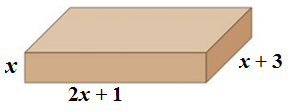 x
2x + 1
x + 3